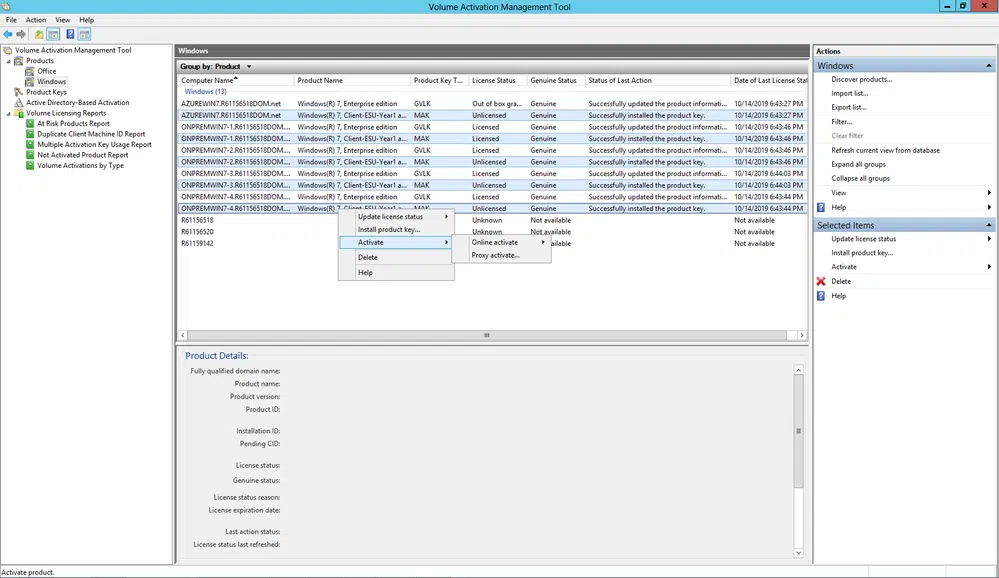 Volume Activation Management Tool
File Action View Help
Volume Activation Management Tool
Products
Office
Windows
Product Keys
Active Directory-Based Activation
Volume Licensing Reports
At Risk Products Report
Duplicate Client Machine ID Report
Multiple Activation Key Usage Report
Not Activated Product Report
Volume Activations by Type
Windows
Group by: Product
Computer Name Product Name Product Key T... License Status Genuine Status Status of Last Action Date of Last License Stat
Windows (13)
AZUREWIN7.R61156518DOM.net Windows(R) 7, Enterprise edition GVLK Out of box gra... Genuine Successfully updated the product informati... 10/14/2019 6:43:27 PM
AZUREWIN7.R61156518DOM.net Windows(R) 7, Client-ESU-Year1 a... MAK Unlicensed Genuine Successfully installed the product key. 10/14/2019 6:43:27 PM
ONPREMWIN7-1.R61156518DOM.... Windows(R) 7, Enterprise edition GVLK Licensed Genuine Successfully updated the product informati... 10/14/2019 6:43:46 PM
ONPREMWIN7-1.R61156518DOM.... Windows(R) 7, Client-ESU-Year1 a... MAK Licensed Genuine Successfully updated the product informati... 10/14/2019 6:43:46 PM
ONPREMWIN7-2.R61156518DOM.... Windows(R) 7, Enterprise edition GVLK Licensed Genuine Successfully updated the product informati... 10/14/2019 6:43:46 PM
ONPREMWIN7-2.R61156518DOM.... Windows(R) 7, Client-ESU-Year1 a... MAK Unlicensed Genuine Successfully installed the product key. 10/14/2019 6:43:46 PM
ONPREMWIN7-3.R61156518DOM.... Windows(R) 7, Enterprise edition GVLK Licensed Genuine Successfully updated the product informati... 10/14/2019 6:44:03 PM
ONPREMWIN7-3.R61156518DOM.... Windows(R) 7, Client-ESU-Year1 a... MAK Unlicensed Genuine Successfully installed the product key. 10/14/2019 6:44:03 PM
ONPREMWIN7-4.R61156518DOM.... Windows(R) 7, Enterprise edition GVLK Licensed Genuine Successfully updated the product informati... 10/14/2019 6:43:44 PM
ONPREMWIN7-4.R61156518DOM.... Windows(R) 7, Client-ESU-Year1 a... MAK Unlicensed Genuine Successfully installed the product key. 10/14/2019 6:43:44 PM
R61156518 Unknown Not available Not available
R61156520 Unknown Not available Not available
R61159142 Not available Not available
Update license status
Install product key...
Activate
Delete
Help
Online activate
Proxy activate...
Product Details:
Fully qualified domain name:
Product name:
Product version:
Product ID:
Installation ID:
Pending CID:
License status:
Genuine status:
License status reason:
License expiration date:
Last action status:
License status last refreshed:
Actions
Windows
Discover products...
Import list...
Export list...
Filter...
Clear filter
Refresh current view from database
Expand all groups
Collapse all groups
View
Help
Selected Items
Update license status
Install product key...
Activate
Delete
Help
Activate product.